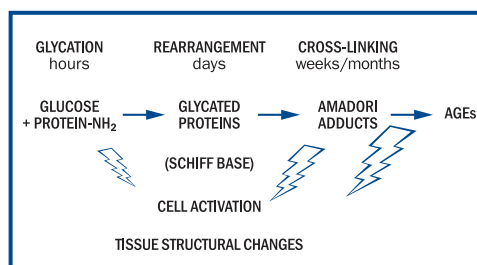 GLYCATION REARRANGEMENT CROSS-LINKING
hours days weeks/months
GLUCOSE GLYCATED AMADORI AGEs
+ PROTEIN-NH₂ PROTEINS ADDUCTS
(SCHIFF BASE)
CELL ACTIVATION
TISSUE STRUCTURAL CHANGES